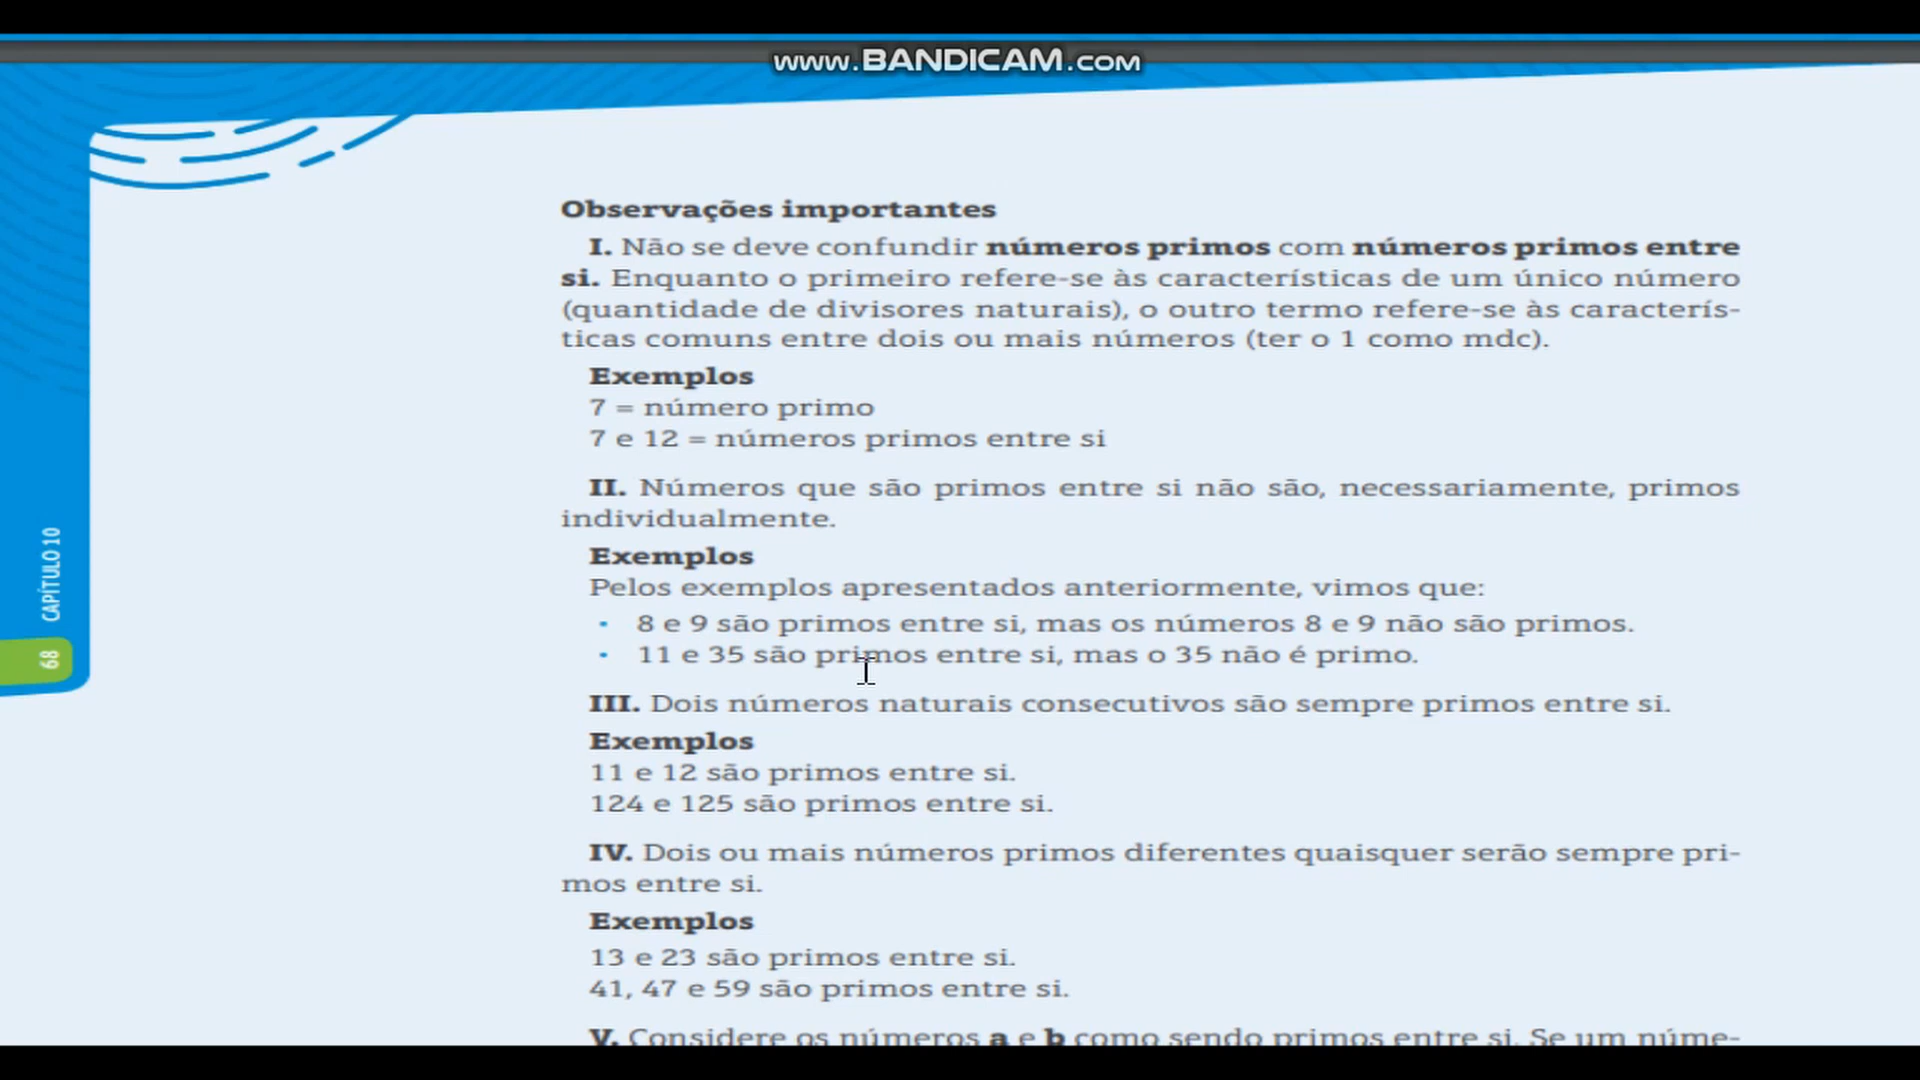 www.BANDICAM.com
Observações importantes
I. Não se deve confundir números primos com números primos entre
si. Enquanto o primeiro refere-se às características de um único número
(quantidade de divisores naturais), o outro termo refere-se às caracterís-
ticas comuns entre dois ou mais números (ter o 1 como mdc).
Exemplos
7 = número primo
7 e 12 = números primos entre si
II. Números que são primos entre si não são, necessariamente, primos
individualmente.
Exemplos
Pelos exemplos apresentados anteriormente, vimos que:
• 8 e 9 são primos entre si, mas os números 8 e 9 não são primos.
• 11 e 35 são primos entre si, mas o 35 não é primo.
III. Dois números naturais consecutivos são sempre primos entre si.
Exemplos
11 e 12 são primos entre si.
124 e 125 são primos entre si.
IV. Dois ou mais números primos diferentes quaisquer serão sempre pri-
mos entre si.
Exemplos
13 e 23 são primos entre si.
41, 47 e 59 são primos entre si.
V. Considere os números a e b como sendo primos entre si. Se um núme-
CAPÍTULO 10
68